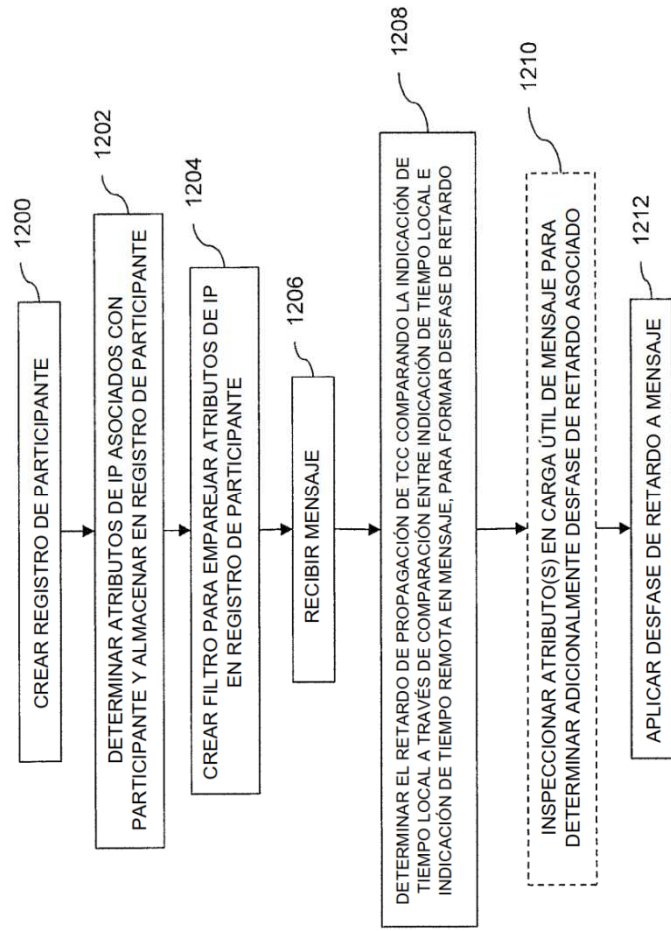 1200
CREAR REGISTRO DE PARTICIPANTE
1202
DETERMINAR ATRIBUTOS DE IP ASOCIADOS CON
PARTICIPANTE Y ALMACENAR EN REGISTRO DE PARTICIPANTE
1204
CREAR FILTRO PARA EMPAREJAR ATRIBUTOS DE IP
EN REGISTRO DE PARTICIPANTE
1206
RECIBIR MENSAJE
1208
DETERMINAR EL RETARDO DE PROPAGACIÓN DE TCC COMPARANDO LA INDICACIÓN DE
TIEMPO LOCAL A TRAVÉS DE COMPARACIÓN ENTRE INDICACIÓN DE TIEMPO LOCAL E
INDICACIÓN DE TIEMPO REMOTA EN MENSAJE, PARA FORMAR DESFASE DE RETARDO
1210
INSPECCIONAR ATRIBUTO(S) EN CARGA ÚTIL DE MENSAJE PARA
DETERMINAR ADICIONALMENTE DESFASE DE RETARDO ASOCIADO
1212
APLICAR DESFASE DE RETARDO A MENSAJE